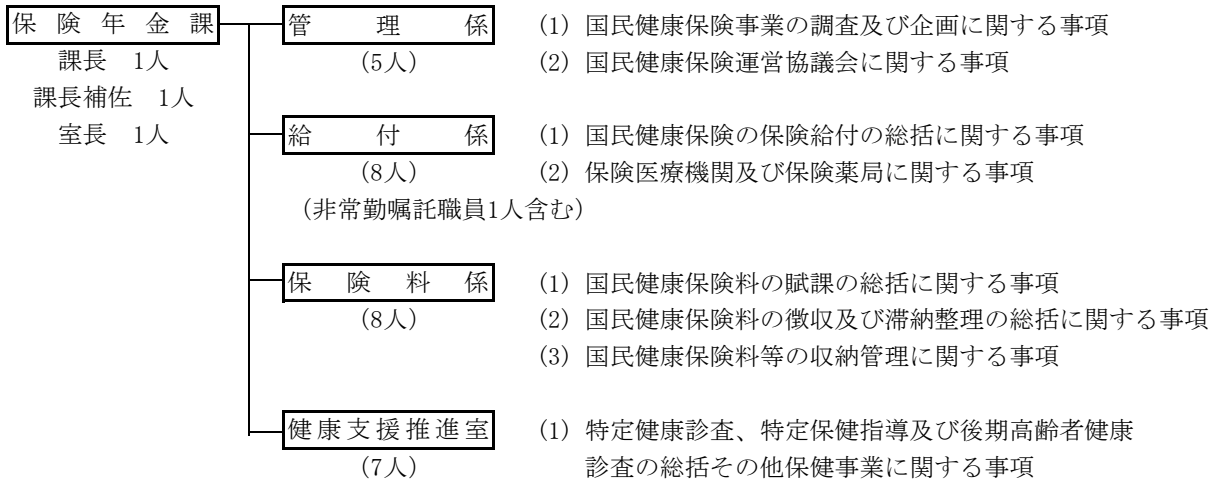 保険年金課 管理係 (1) 国民健康保険事業の調査及び企画に関する事項
課長 1人 (5人) (2) 国民健康保険運営協議会に関する事項
課長補佐 1人
室長 1人 給付係 (1) 国民健康保険の保険給付の総括に関する事項
(8人) (2) 保険医療機関及び保険薬局に関する事項
(非常勤嘱託職員1人含む)
保険料係 (1) 国民健康保険料の賦課の総括に関する事項
(8人) (2) 国民健康保険料の徴収及び滞納整理の総括に関する事項
(3) 国民健康保険料等の収納管理に関する事項
健康支援推進室 (1) 特定健康診査、特定保健指導及び後期高齢者健康
(7人) 診査の総括その他保健事業に関する事項